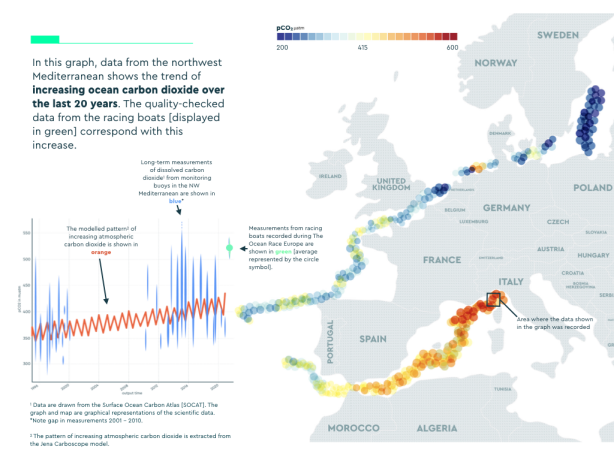 In this graph, data from the northwest
Mediterranean shows the trend of
increasing ocean carbon dioxide over
the last 20 years. The quality-checked
data from the racing boats [displayed
in green] correspond with this
increase.
Long-term measurements
of dissolved carbon
dioxide¹ from monitoring
buoys in the NW
Mediterranean are shown in
blue*
The modelled pattern² of
increasing atmospheric
carbon dioxide is shown in
orange
Measurements from racing
boats recorded during The
Ocean Race Europe are
shown in green [average
represented by the circle
symbol].
¹ Data are drawn from the Surface Ocean Carbon Atlas [SOCAT]. The
graph and map are graphical representations of the scientific data.
*Note gap in measurements 2001 – 2010.
² The pattern of increasing atmospheric carbon dioxide is extracted from
the Jena Carboscope model.
pCO₂
200 415 600
SWEDEN
NORWAY
DENMARK
IRELAND
UNITED
KINGDOM
POLAND
GERMANY
BELGIUM
LUXEMBOURG
CZECH
SLOVAKIA
AUSTRIA
HUNGARY
FRANCE
SWITZERLAND
CROATIA
BOSNIA
HERZEGOVINA
ITALY
Area where the data shown
in the graph was recorded
PORTUGAL
SPAIN
TUNISIA
MOROCCO
ALGERIA